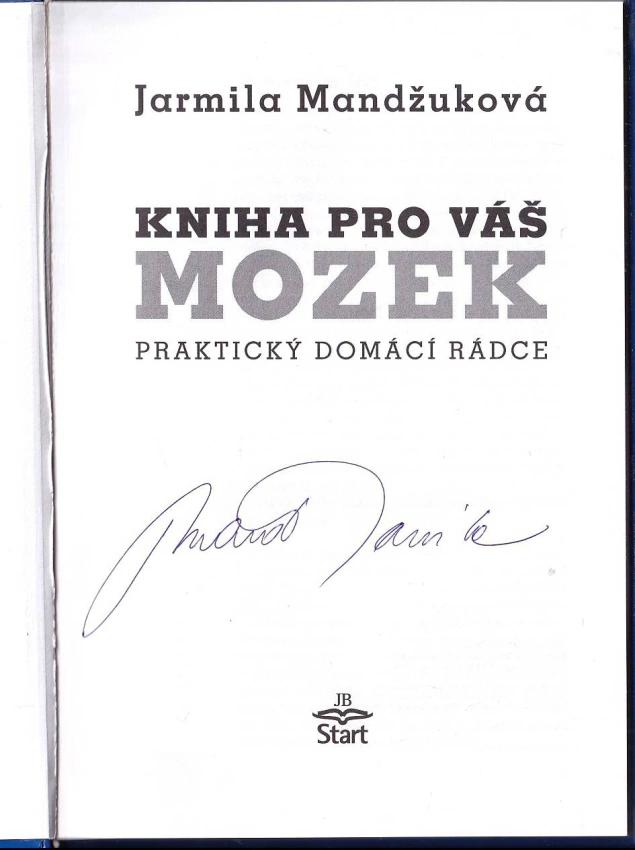 Jarmila Mandžuková
KNIHA PRO VÁŠ
MOZEK
PRAKTICKÝ DOMÁCÍ RÁDCE
JB
Start